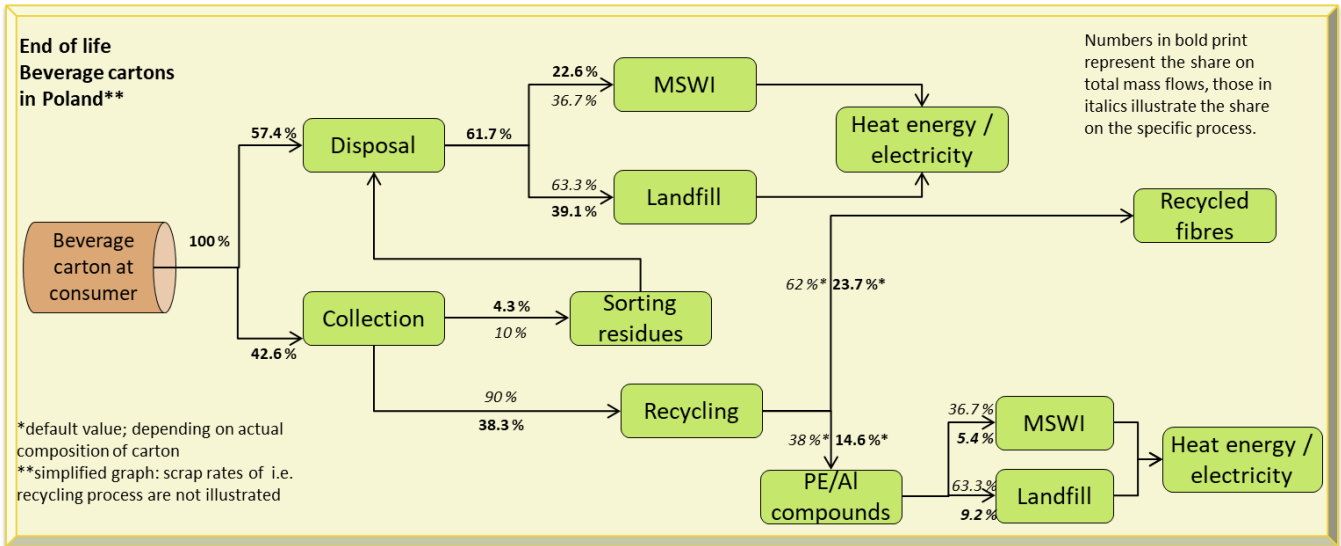 End of life
Beverage cartons
in Poland**
Numbers in bold print
represent the share on
total mass flows, those in
italics illustrate the share
on the specific process.
22.6 %
36.7 %
MSWI
Heat energy /
electricity
57.4 %
Disposal
61.7 %
63.3 %
39.1 %
Landfill
Recycled
fibres
Beverage
carton at
consumer
100 %
62 %* 23.7 %*
42.6 %
Collection
4.3 %
10 %
Sorting
residues
90 %
38.3 %
Recycling
38 %* 14.6 %*
PE/Al
compounds
36.7 %
5.4 %
MSWI
63.3 %
9.2 %
Landfill
Heat energy /
electricity
*default value; depending on actual
composition of carton
**simplified graph: scrap rates of i.e.
recycling process are not illustrated